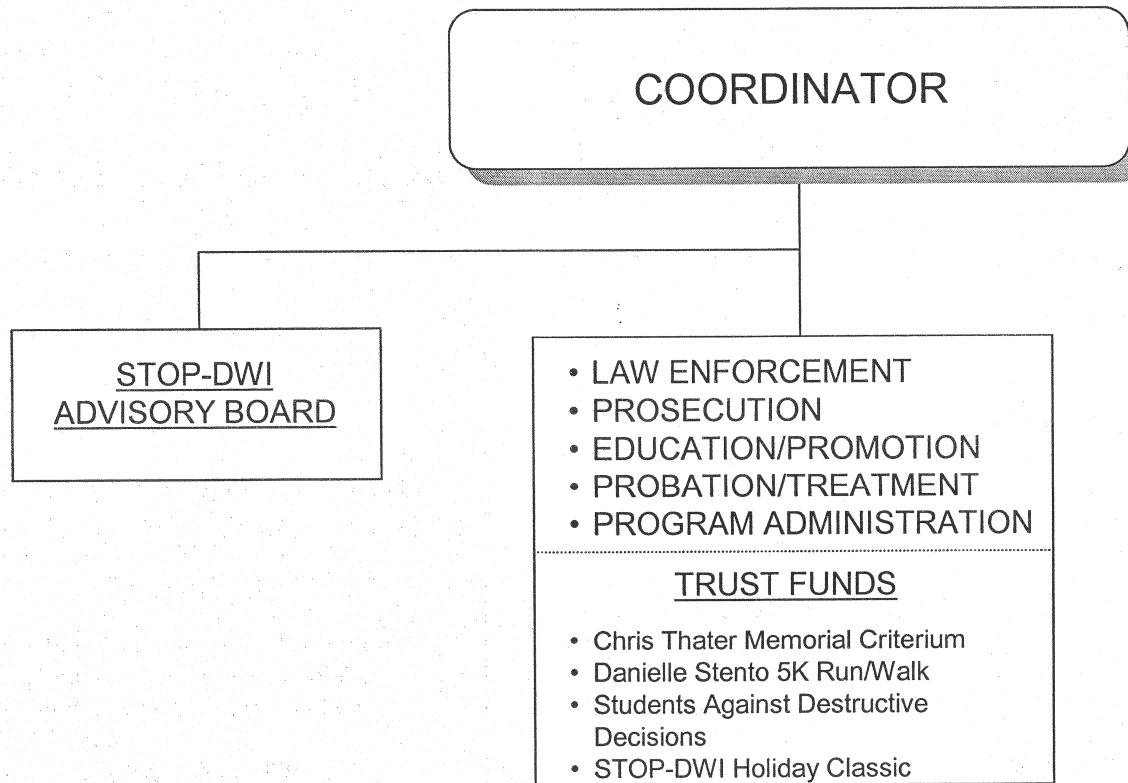 COORDINATOR
STOP-DWI
ADVISORY BOARD
• LAW ENFORCEMENT
• PROSECUTION
• EDUCATION/PROMOTION
• PROBATION/TREATMENT
• PROGRAM ADMINISTRATION
TRUST FUNDS
• Chris Thater Memorial Criterium
• Danielle Stento 5K Run/Walk
• Students Against Destructive
Decisions
• STOP-DWI Holiday Classic